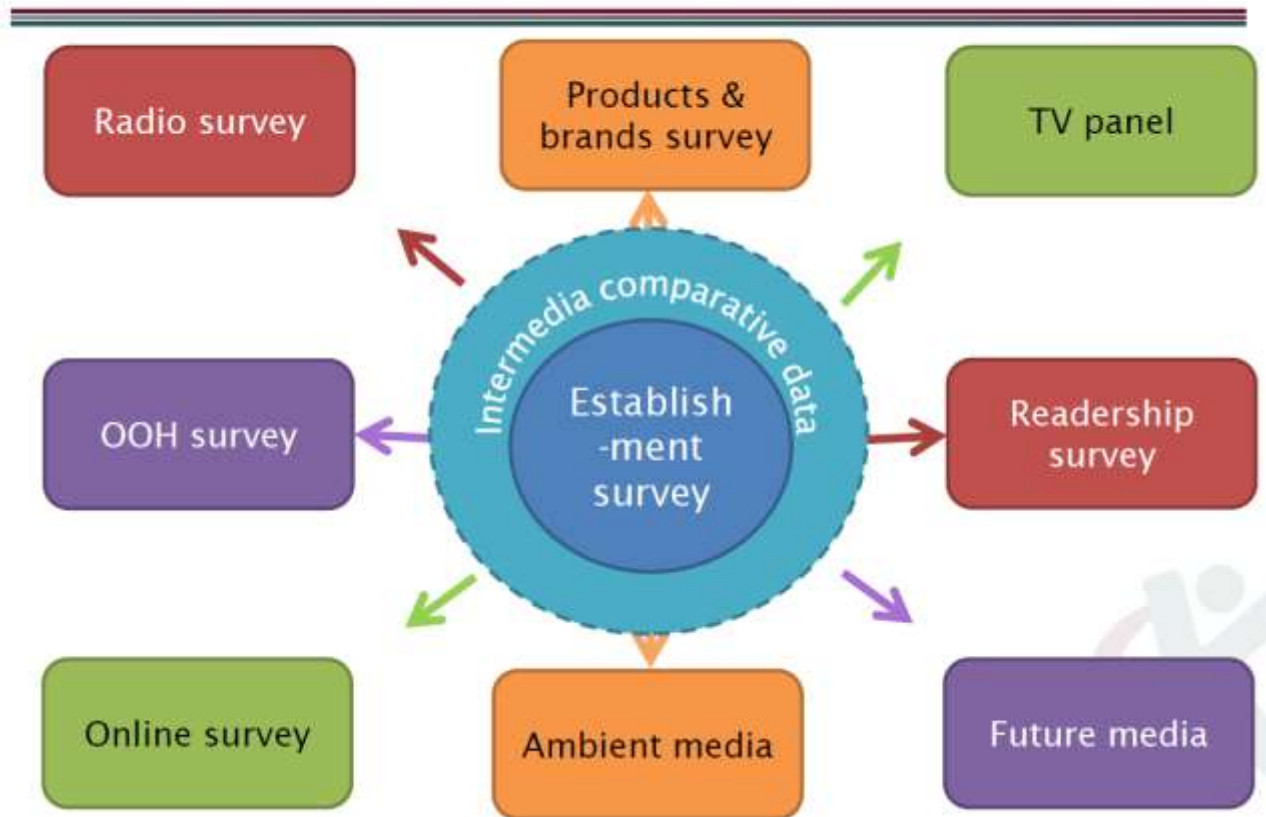 Radio survey
Products &
brands survey
TV panel
Intermedia comparative data
OOH survey
Establish
-ment
survey
Readership
survey
Online survey
Ambient media
Future media